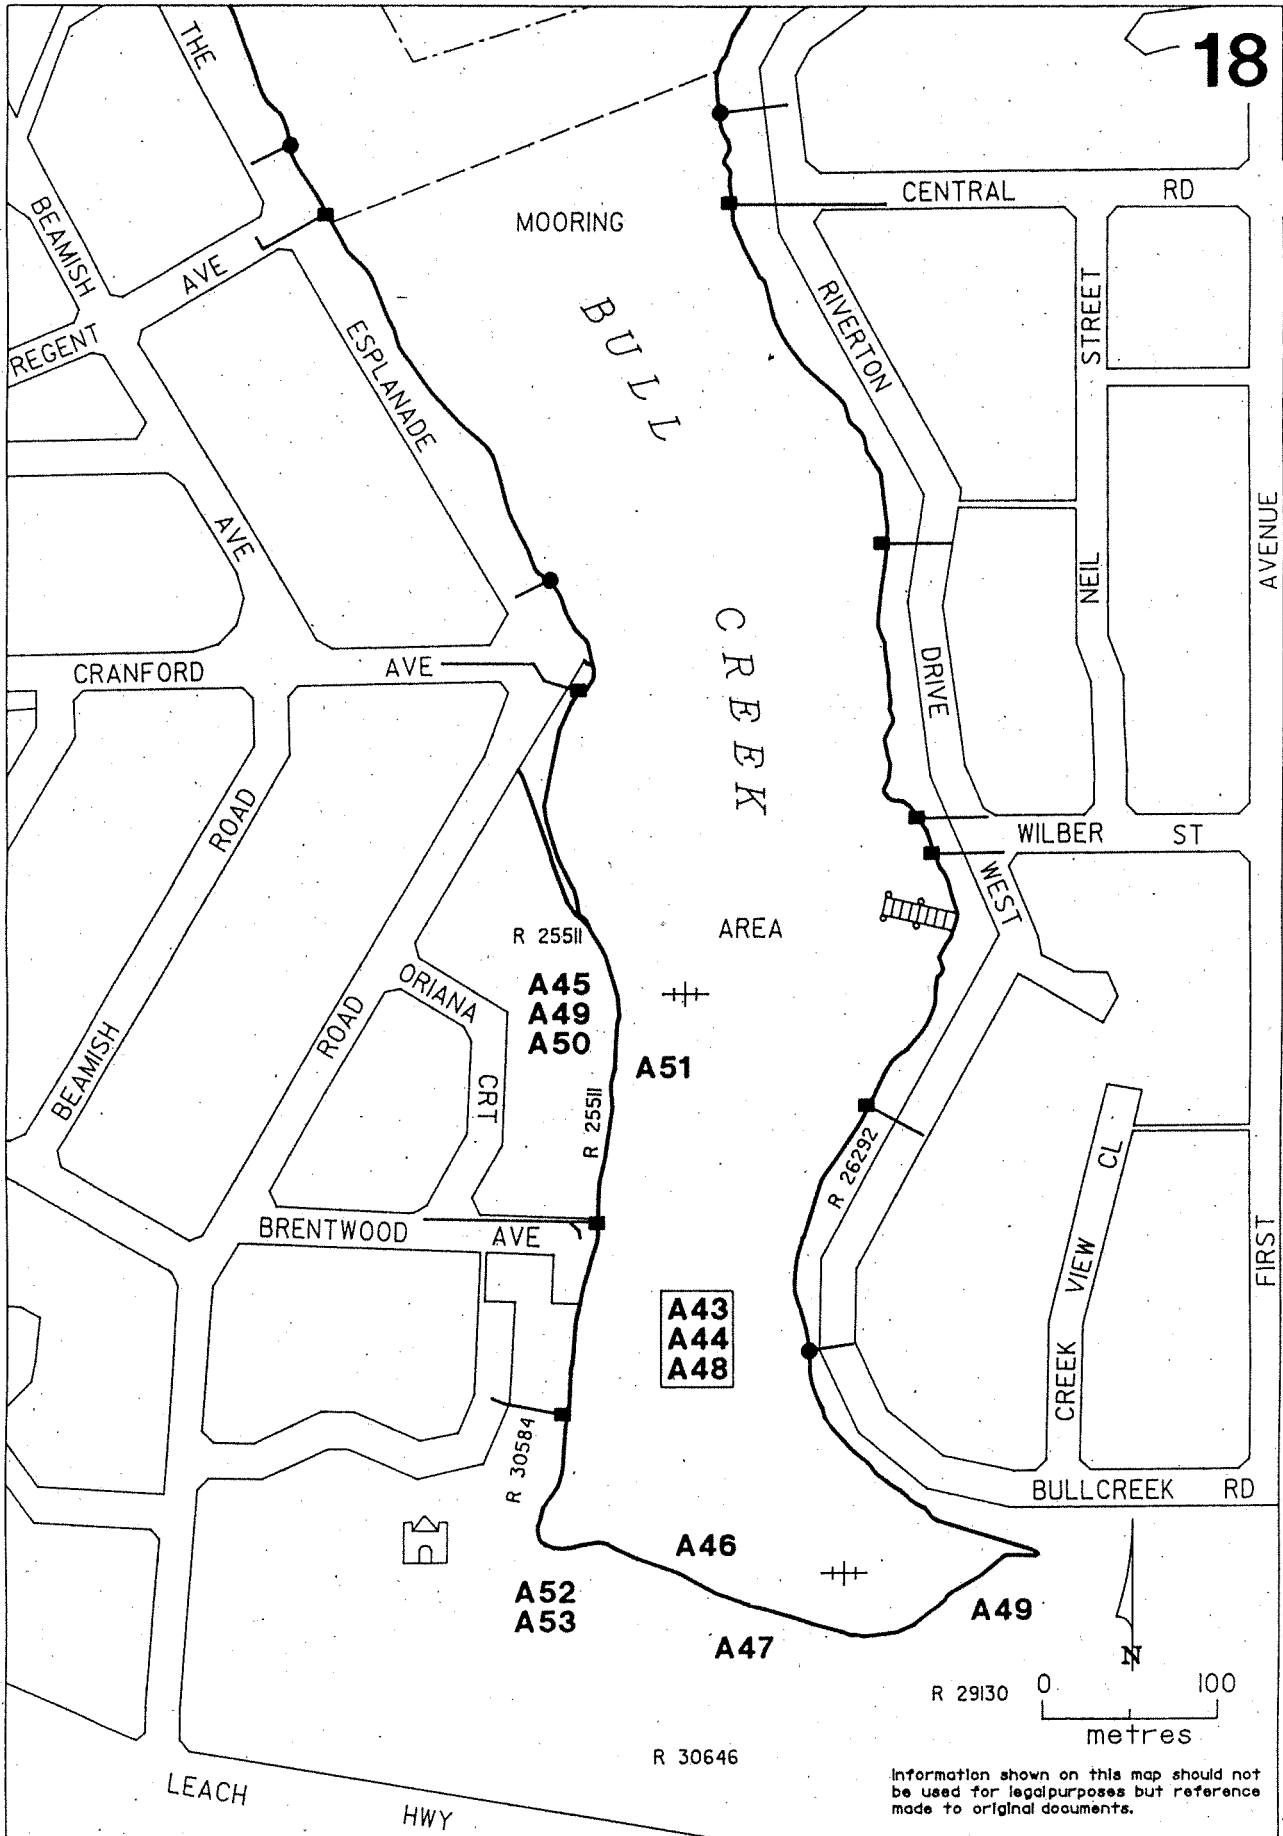 18
THE
CENTRAL RD
MOORING
BEAMISH
AVE
REGENT
ESPLANADE
BULL
RIVERTON
STREET
AVENUE
AVE
NEIL
CREEK
DRIVE
CRANFORD AVE
ROAD
WILBER ST
WEST
AREA
R 25511
A45
A49
A50
ORIANA
ROAD
BEAMISH
CRT
A51
R 25511
R 26292
CL
VIEW
CREEK
FIRST
BRENTWOOD AVE
A43
A44
A48
R 30584
BULLCREEK RD
A46
A52
A53
A49
A47
N
R 29130
0 100
metres
R 30646
LEACH HWY
Information shown on this map should not
be used for legalpurposes but reference
made to original documents.